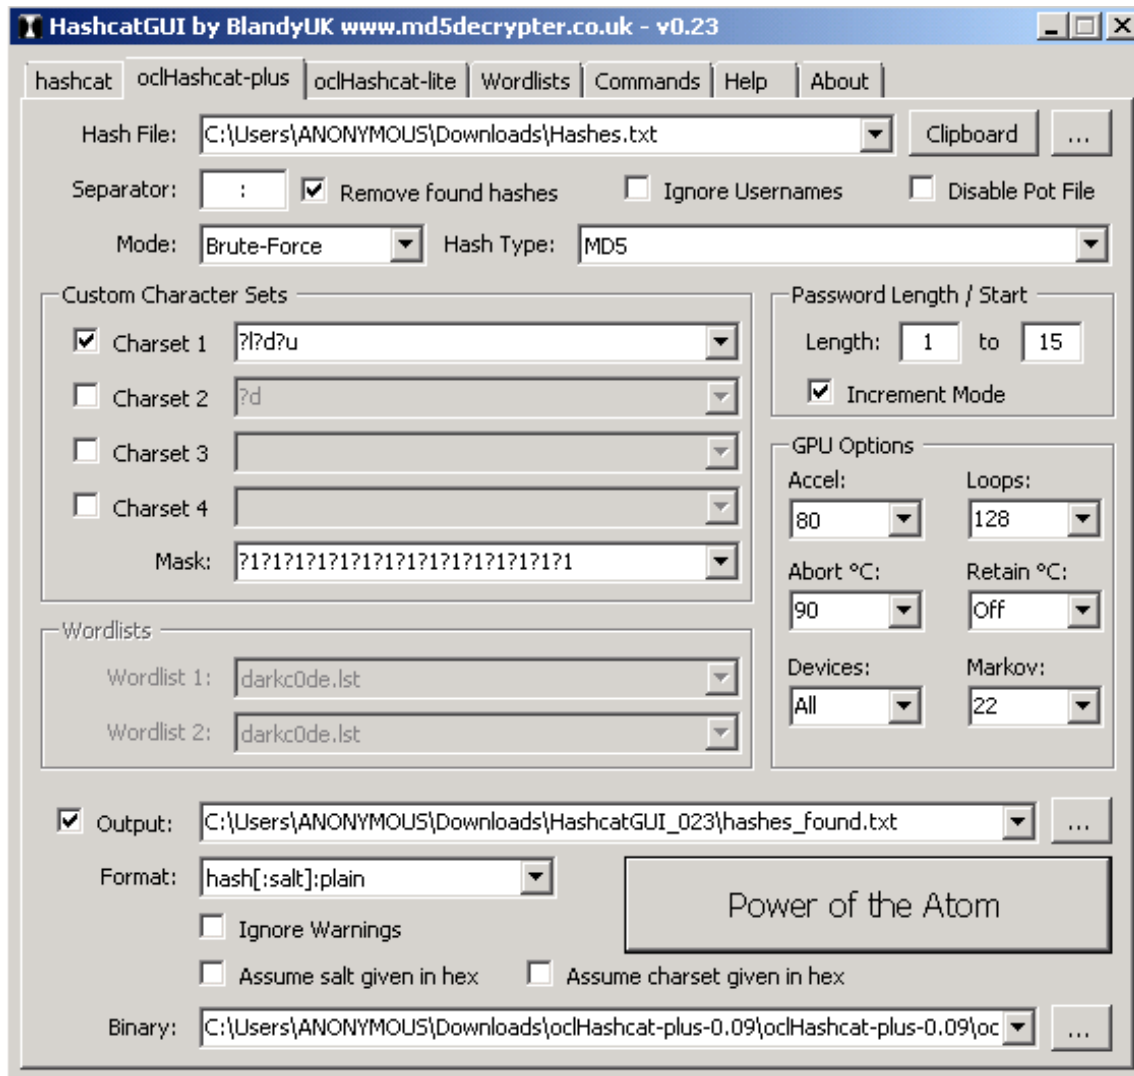 HashcatGUI by BlandyUK www.md5decrypter.co.uk - v0.23
hashcat oclHashcat-plus oclHashcat-lite Wordlists Commands Help About
Hash File: C:\Users\ANONYMOUS\Downloads\Hashes.txt Clipboard ...
Separator: : Remove found hashes Ignore Usernames Disable Pot File
Mode: Brute-Force Hash Type: MD5
Custom Character Sets
Charset 1 ?l?d?u
Charset 2 ?d
Charset 3
Charset 4
Mask: ?1?1?1?1?1?1?1?1?1?1?1?1?1?1?1
Password Length / Start
Length: 1 to 15
Increment Mode
GPU Options
Accel: Loops:
80 128
Abort °C: Retain °C:
90 Off
Devices: Markov:
All 22
Wordlists
Wordlist 1: darkc0de.lst
Wordlist 2: darkc0de.lst
Output: C:\Users\ANONYMOUS\Downloads\HashcatGUI_023\hashes_found.txt ...
Format: hash[:salt]:plain
Power of the Atom
Ignore Warnings
Assume salt given in hex Assume charset given in hex
Binary: C:\Users\ANONYMOUS\Downloads\oclHashcat-plus-0.09\oclHashcat-plus-0.09\oc ...